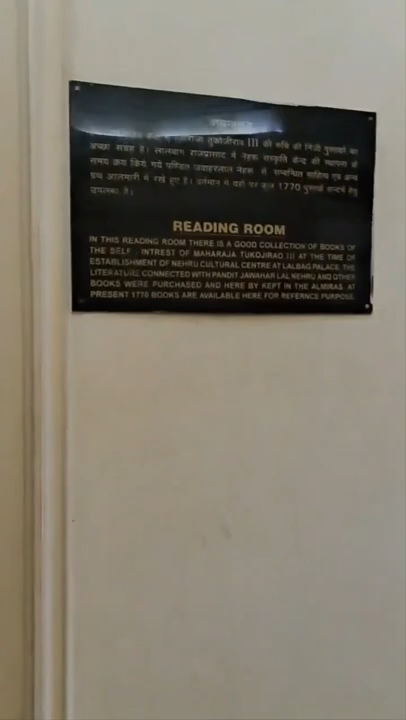 तुकोजीराव III की रुचि की निजी पुस्तकों का
अच्छा संग्रह है। लालबाग राजप्रासाद में नेहरू संस्कृति केन्द्र की स्थापना के
समय क्रय किये गये पण्डित जवाहरलाल नेहरू से सम्बन्धित साहित्य एवं अन्य
ग्रंथ आलमारी में रखे हुए है। वर्तमान में यहाँ पर कुल 1770 पुस्तकें सन्दर्भ हेतु
उपलब्ध है।
READING ROOM
IN THIS READING ROOM THERE IS A GOOD COLLECTION OF BOOKS OF
THE SELF INTREST OF MAHARAJA TUKOJIRAO III AT THE TIME OF
ESTABLISHMENT OF NEHRU CULTURAL CENTRE AT LALBAG PALACE, THE
LITERATURE CONNECTED WITH PANDIT JAWAHAR LAL NEHRU AND OTHER
BOOKS WERE PURCHASED AND HERE BY KEPT IN THE ALMIRAS. AT
PRESENT 1770 BOOKS ARE AVAILABLE HERE FOR REFERNCE PURPOSE.